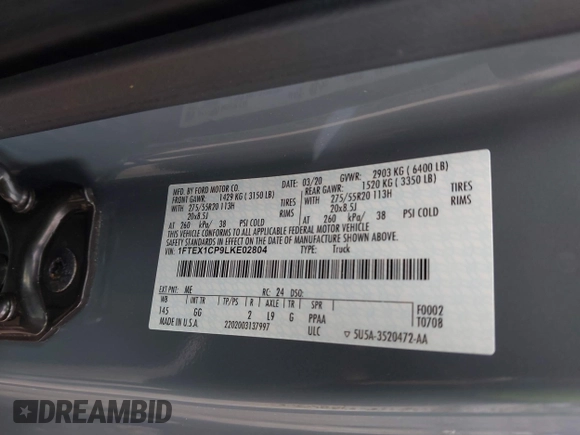 MFD. BY FORD MOTOR CO.
03/20
GVWR: 2903 KG ( 6400 LB)
FRONT GAWR: 1429 KG ( 3150 LB)
REAR GAWR: 1520 KG ( 3350 LB)
WITH 275/55R20 113H TIRES
275/55R20 113H TIRES
20x8.5J RIMS
20x8.5J RIMS
AT 260 kPa/ 38 PSI COLD
AT 260 kPa/ 38 PSI COLD
THIS VEHICLE CONFORMS TO ALL APPLICABLE FEDERAL MOTOR VEHICLE
SAFETY STANDARDS IN EFFECT ON THE DATE OF MANUFACTURE SHOWN ABOVE.
VIN: 1FTEX1CP9LKE02804
TYPE: Truck
EXT PNT: ME RC: 24 DSO:
WB TP/PS R AXLE TR SPR
145 GG 2 L9 G PPAA F0002
MADE IN U.S.A. 2202003137997 ULC T0708
5U5A-3520472-AA
DREAMBID